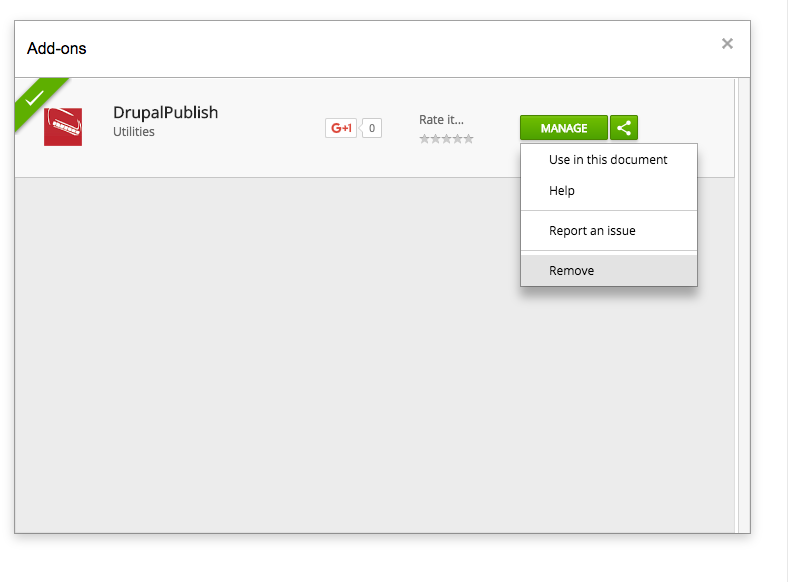 Add-ons
×
DrupalPublish
Utilities
G+1
0
Rate it...
MANAGE
Use in this document
Help
Report an issue
Remove